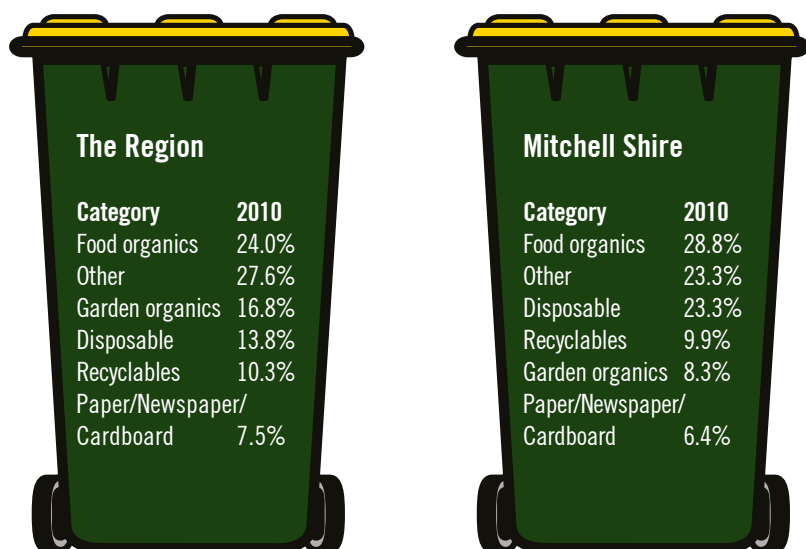 The Region
Category 2010
Food organics 24.0%
Other 27.6%
Garden organics 16.8%
Disposable 13.8%
Recyclables 10.3%
Paper/Newspaper/
Cardboard 7.5%
Mitchell Shire
Category 2010
Food organics 28.8%
Other 23.3%
Disposable 23.3%
Recyclables 9.9%
Garden organics 8.3%
Paper/Newspaper/
Cardboard 6.4%